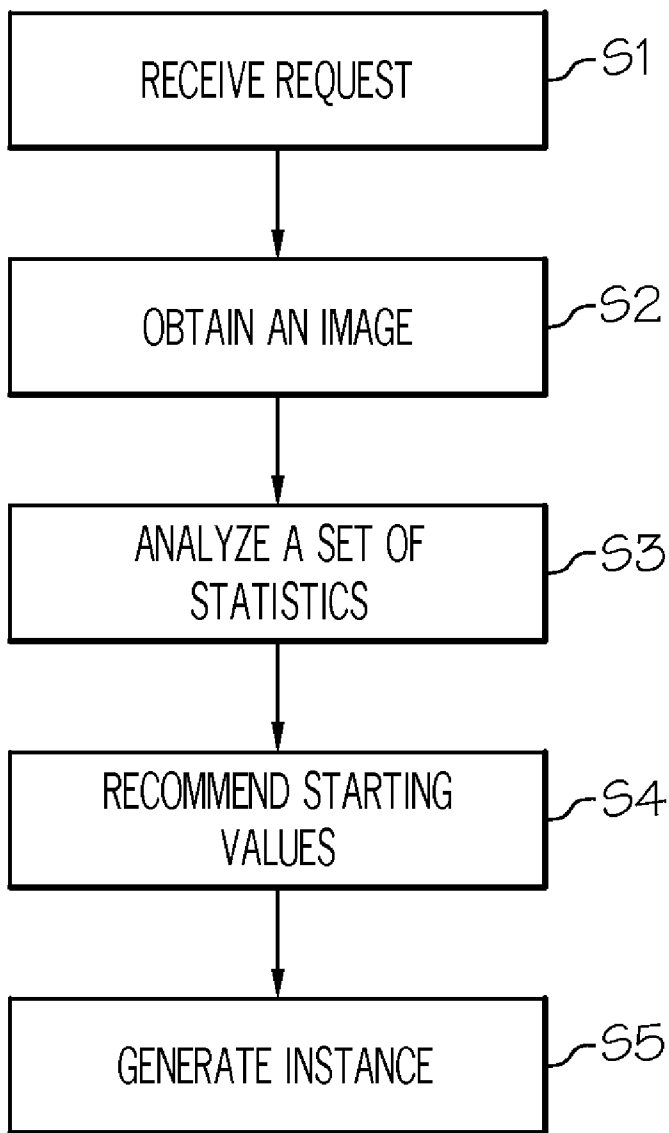 RECEIVE REQUEST
S1
OBTAIN AN IMAGE
S2
ANALYZE A SET OF
STATISTICS
S3
RECOMMEND STARTING
VALUES
S4
GENERATE INSTANCE
S5